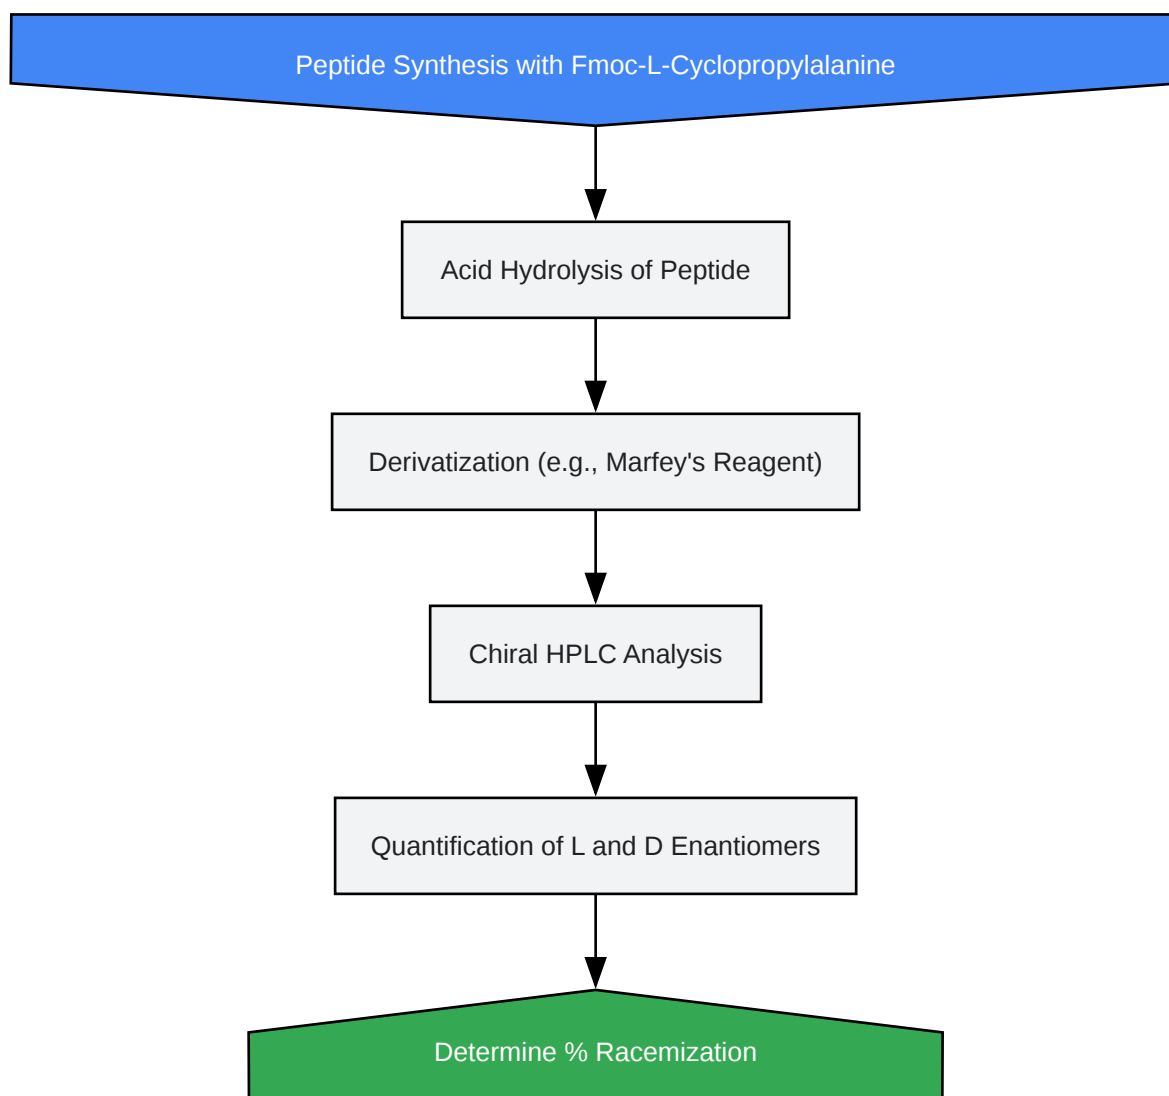 Peptide Synthesis with Fmoc-L-Cyclopropylalanine
Acid Hydrolysis of Peptide
Derivatization (e.g., Marfey's Reagent)
Chiral HPLC Analysis
Quantification of L and D Enantiomers
Determine % Racemization